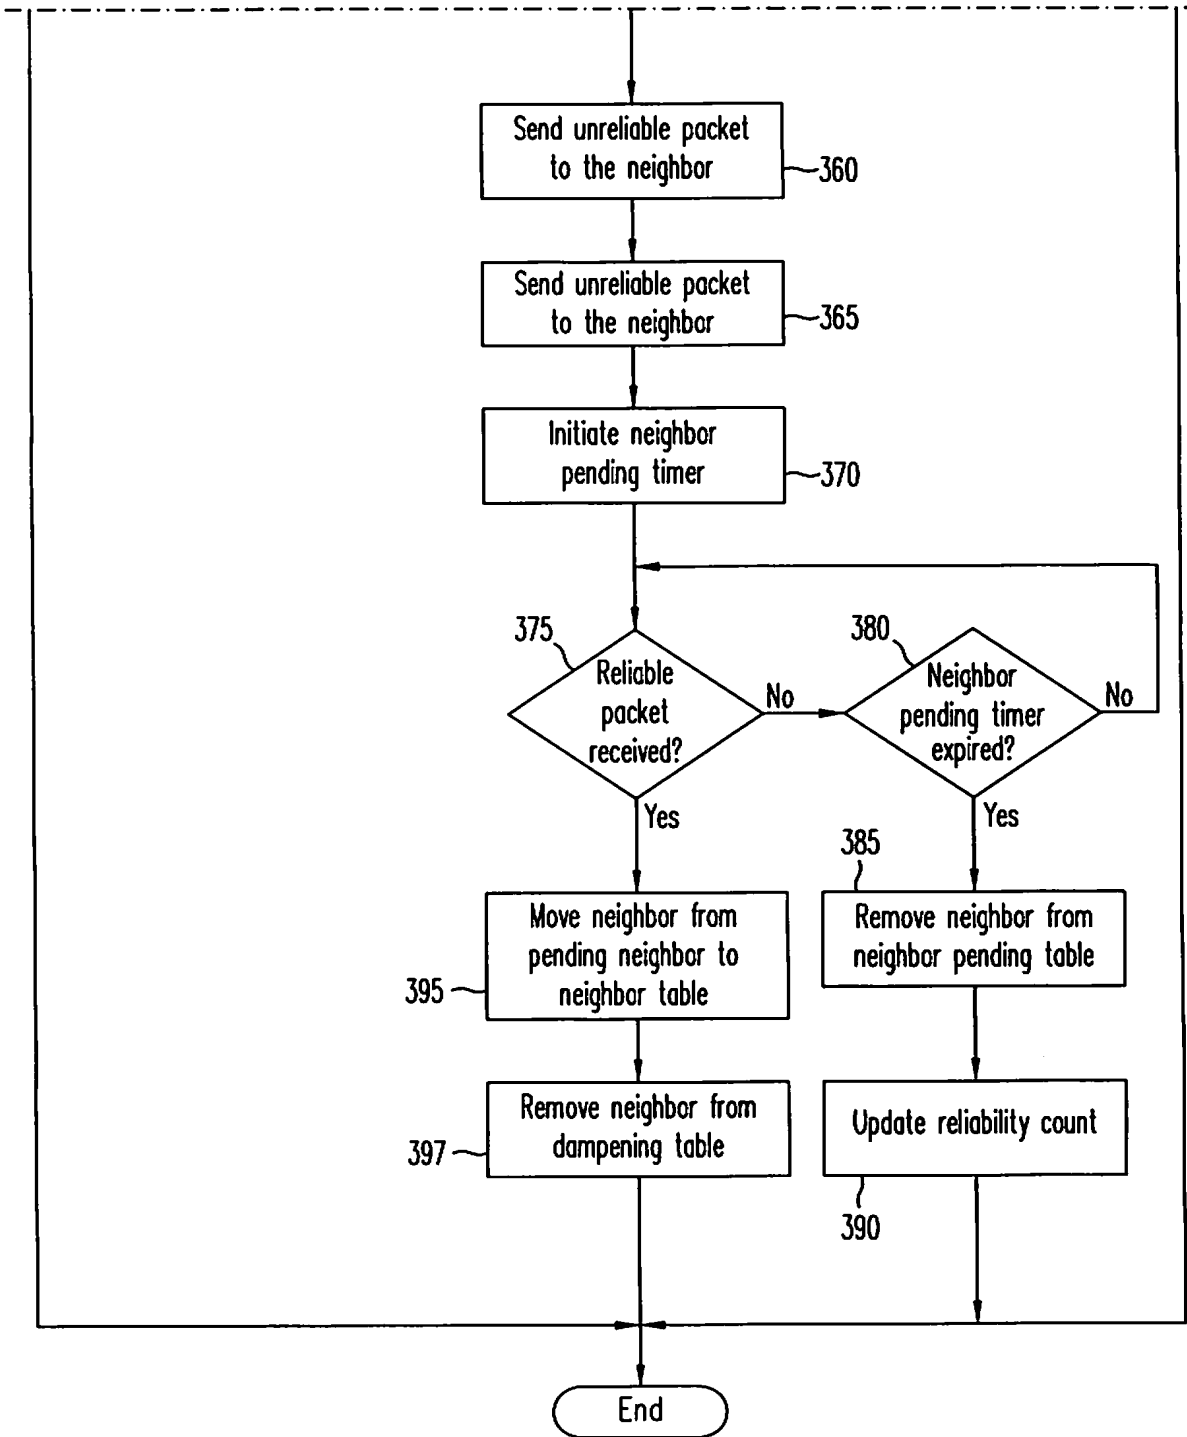 Send unreliable packet
to the neighbor
360
Send unreliable packet
to the neighbor
365
Initiate neighbor
pending timer
370
375
Reliable
packet
received?
No
Yes
380
Neighbor
pending timer
expired?
No
Yes
385
Remove neighbor from
neighbor pending table
Move neighbor from
pending neighbor to
neighbor table
395
Remove neighbor from
dampening table
397
Update reliability count
390
End